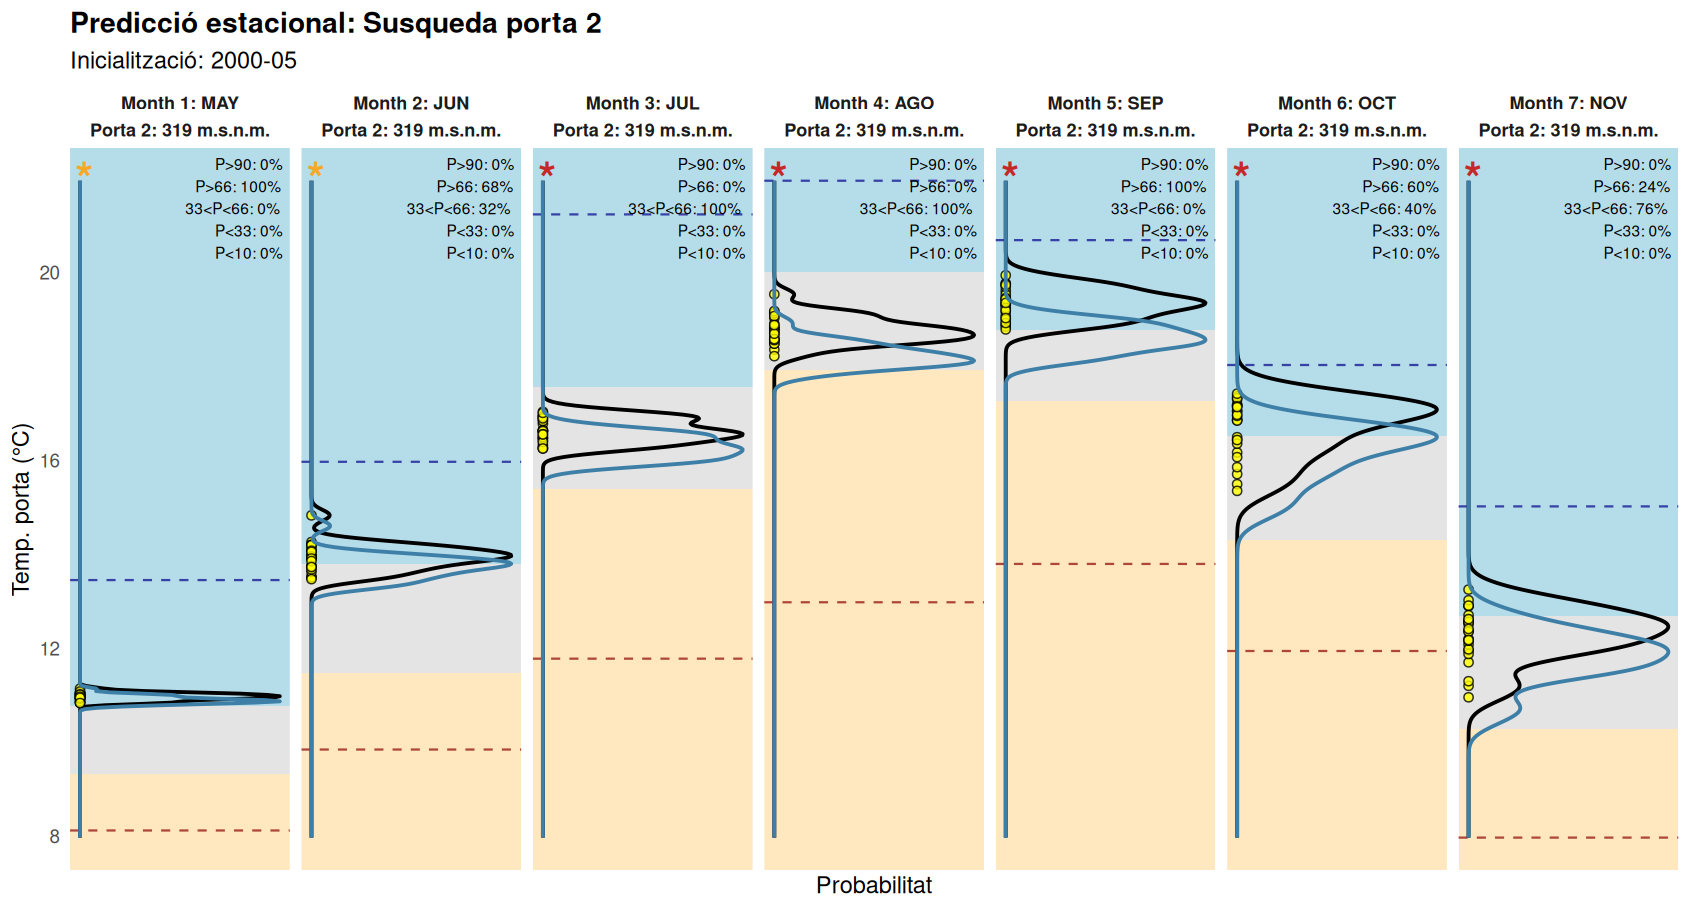 Predicció estacional: Susqueda porta 2
Inicialització: 2000-05
Month 1: MAY
Porta 2: 319 m.s.n.m.
Month 2: JUN
Porta 2: 319 m.s.n.m.
Month 3: JUL
Porta 2: 319 m.s.n.m.
Month 4: AGO
Porta 2: 319 m.s.n.m.
Month 5: SEP
Porta 2: 319 m.s.n.m.
Month 6: OCT
Porta 2: 319 m.s.n.m.
Month 7: NOV
Porta 2: 319 m.s.n.m.
*
P>90: 0%
P>66: 100%
33<P<66: 0%
P<33: 0%
P<10: 0%
*
P>90: 0%
P>66: 68%
33<P<66: 32%
P<33: 0%
P<10: 0%
*
P>90: 0%
P>66: 0%
33<P<66: 100%
P<33: 0%
P<10: 0%
*
P>90: 0%
P>66: 0%
33<P<66: 100%
P<33: 0%
P<10: 0%
*
P>90: 0%
P>66: 100%
33<P<66: 0%
P<33: 0%
P<10: 0%
*
P>90: 0%
P>66: 60%
33<P<66: 40%
P<33: 0%
P<10: 0%
*
P>90: 0%
P>66: 24%
33<P<66: 76%
P<33: 0%
P<10: 0%
20
16
12
8
Temp. porta (°C)
Probabilitat